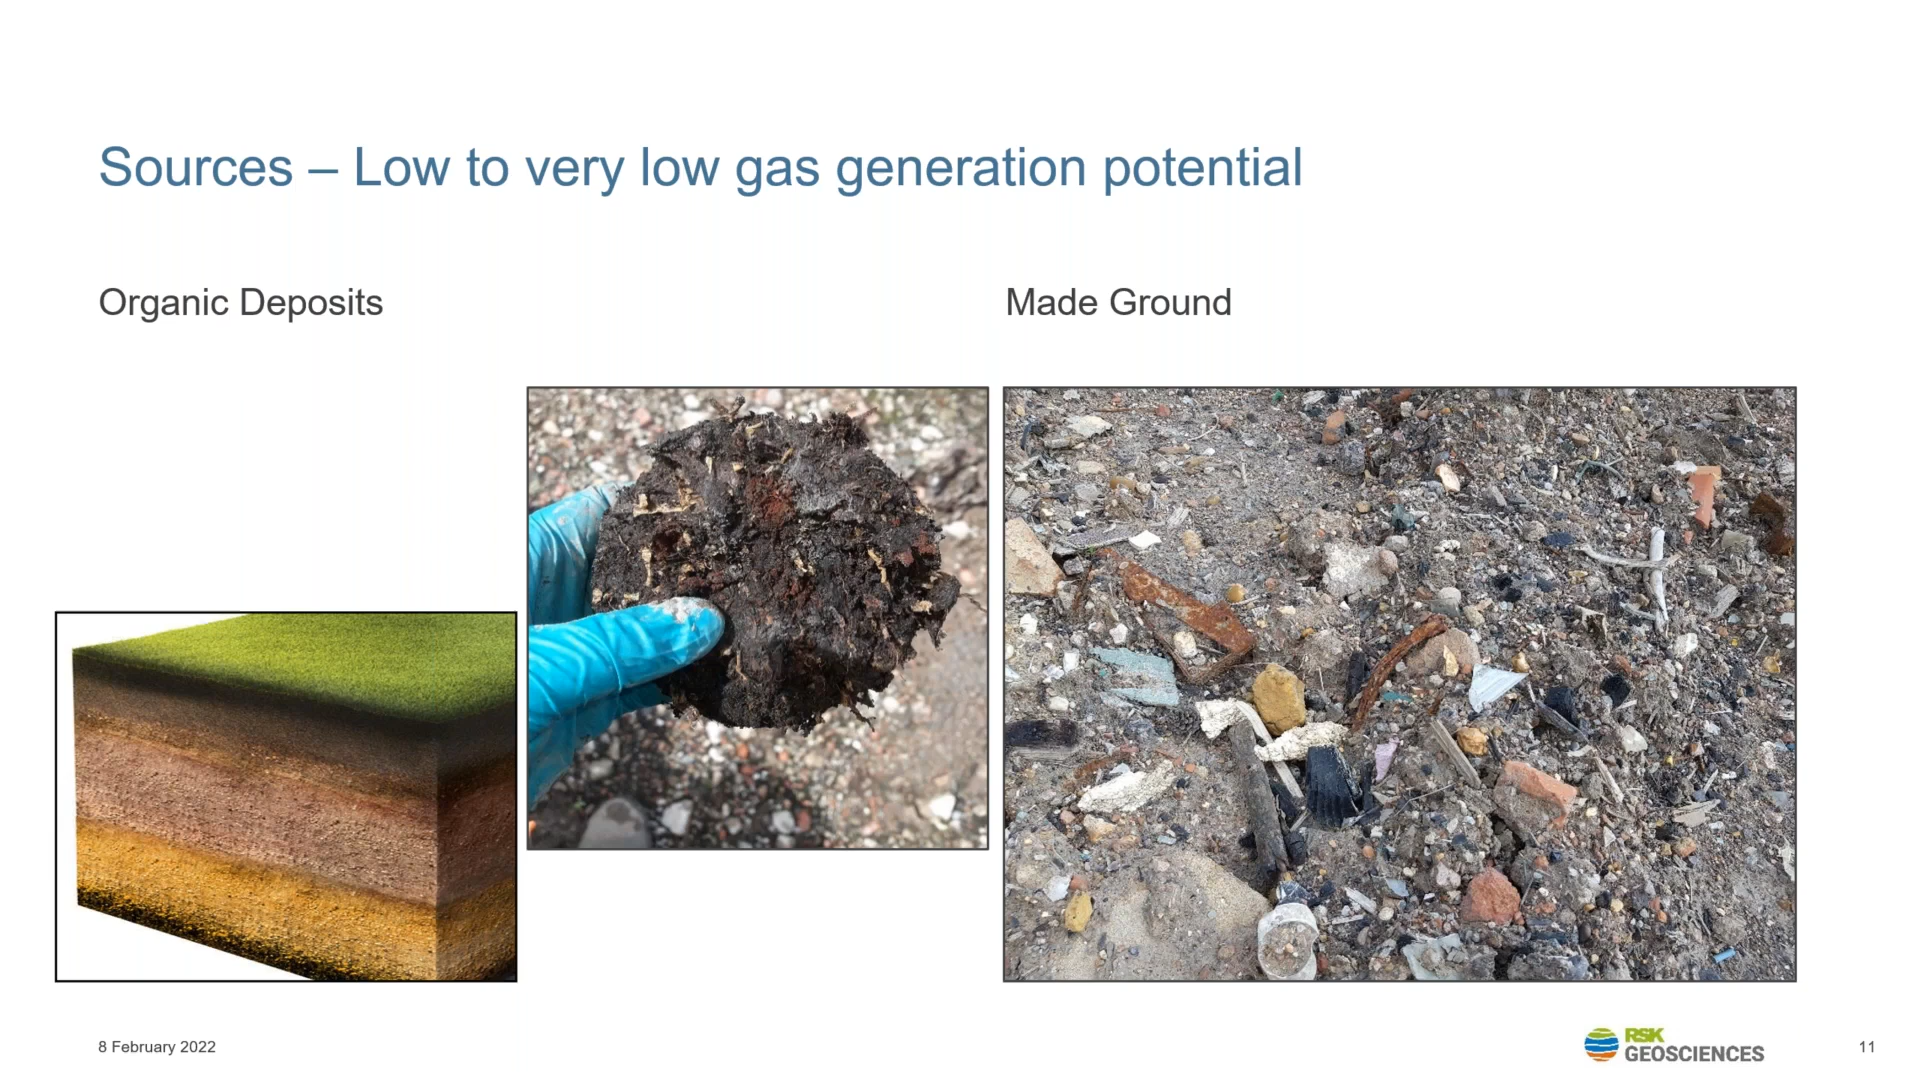 Sources – Low to very low gas generation potential
Organic Deposits
Made Ground
8 February 2022
RSK
GEOSCIENCES
11